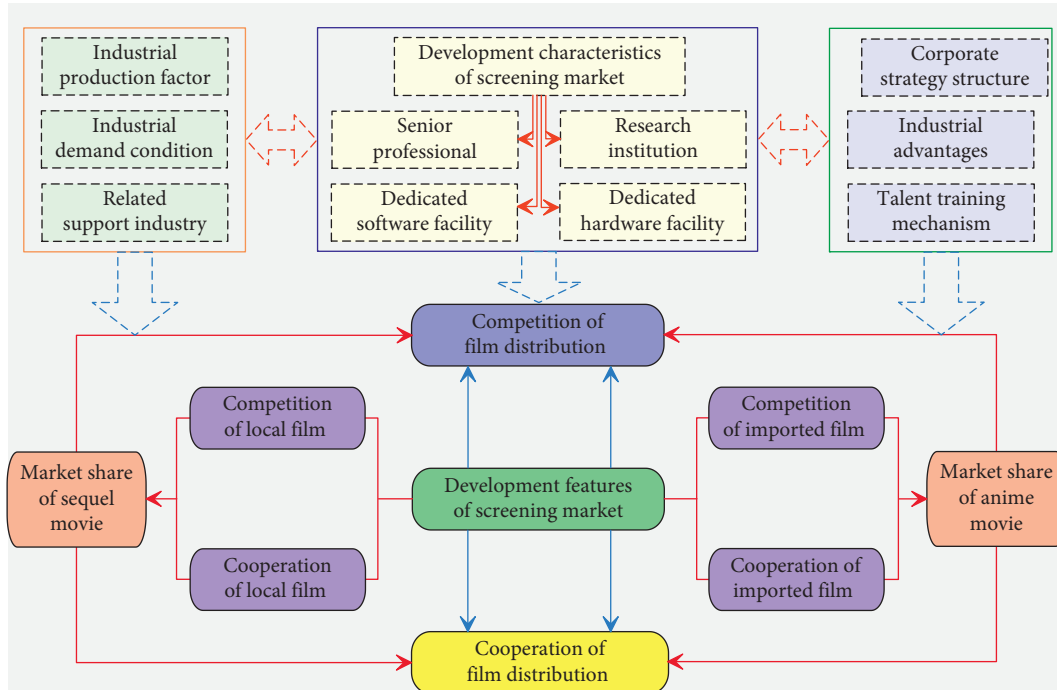 Industrial
production factor
Industrial
demand condition
Related
support industry
Development characteristics
of screening market
Senior
professional
Research
institution
Dedicated
software facility
Dedicated
hardware facility
Corporate
strategy structure
Industrial
advantages
Talent training
mechanism
Competition of
film distribution
Competition
of local film
Competition
of imported film
Market share
of sequel
movie
Development features
of screening market
Market share
of anime
movie
Cooperation
of local film
Cooperation of
imported film
Cooperation of
film distribution